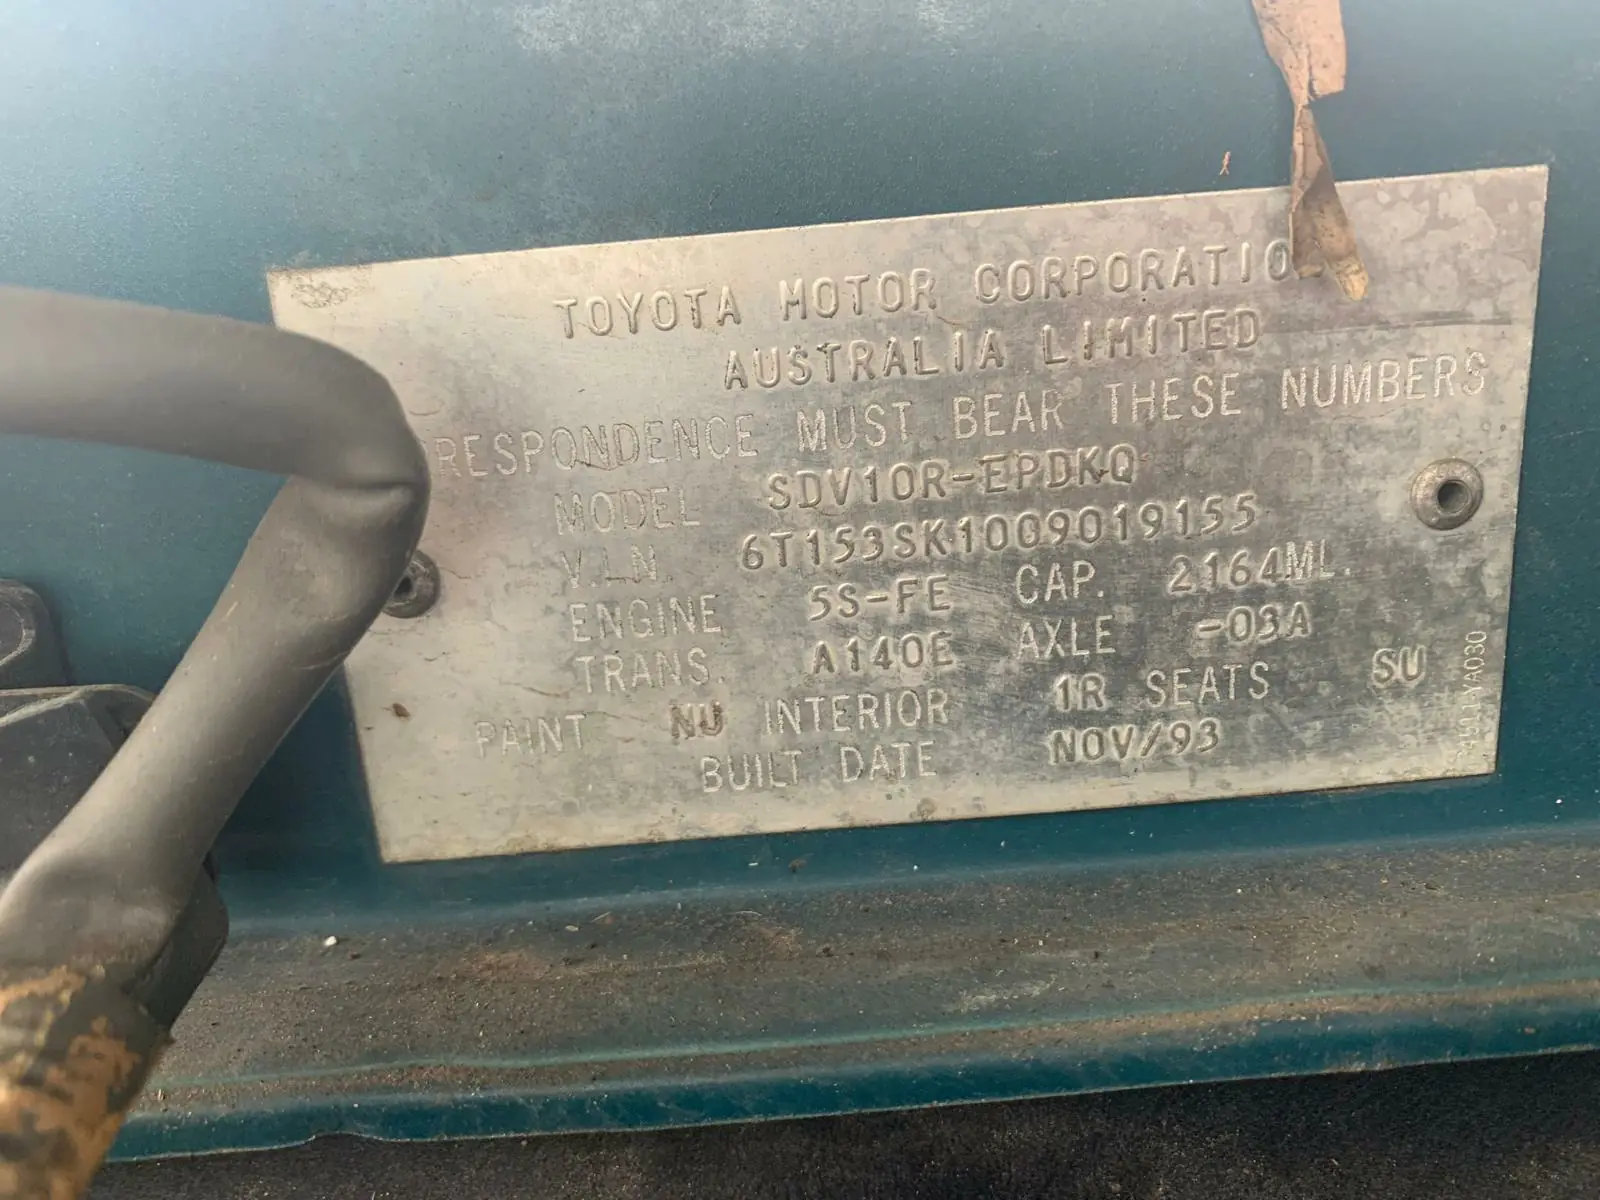 TOYOTA MOTOR CORPORATIO
AUSTRALIA LIMITED
RESPONDENCE MUST BEAR THESE NUMBERS
MODEL SDV10R-EPDKQ
V.I.N. 6T153SK1009019155
ENGINE 5S-FE CAP. 2164ML.
TRANS. A140E AXLE -03A
PAINT NU INTERIOR 1R SEATS SU
BUILT DATE NOV/93